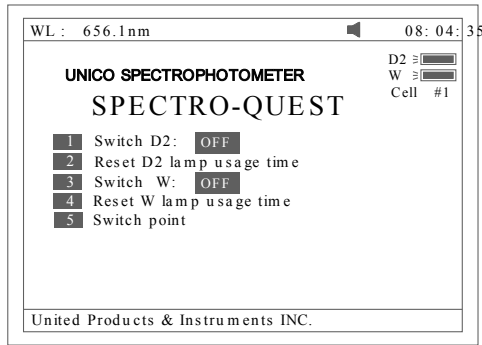 WL: 656.1nm 08:04:35
D2
W
Cell #1
UNICO SPECTROPHOTOMETER
SPECTRO-QUEST
1 Switch D2: OFF
2 Reset D2 lamp usage time
3 Switch W: OFF
4 Reset W lamp usage time
5 Switch point
United Products & Instruments INC.